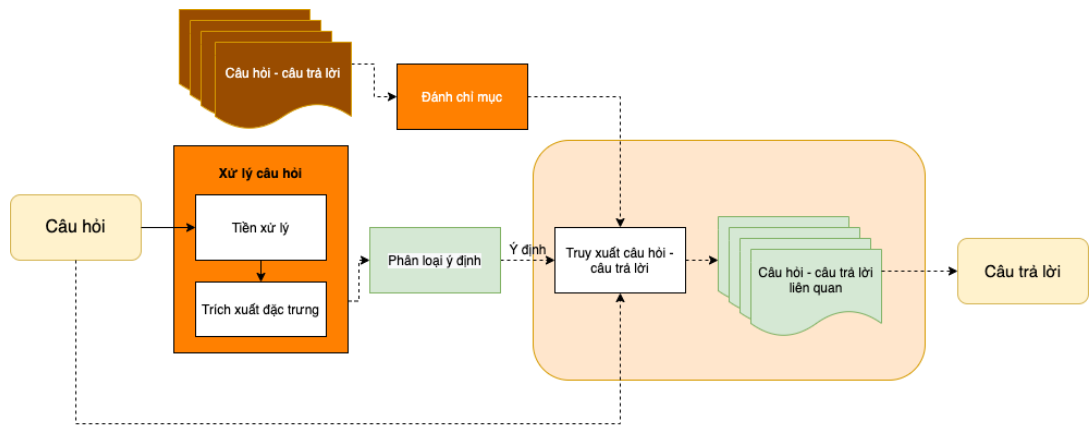 Câu hỏi - câu trả lời
Đánh chỉ mục
Xử lý câu hỏi
Câu hỏi
Tiền xử lý
Trích xuất đặc trưng
Phân loại ý định
Ý định
Truy xuất câu hỏi -
câu trả lời
Câu hỏi - câu trả lời
liên quan
Câu trả lời